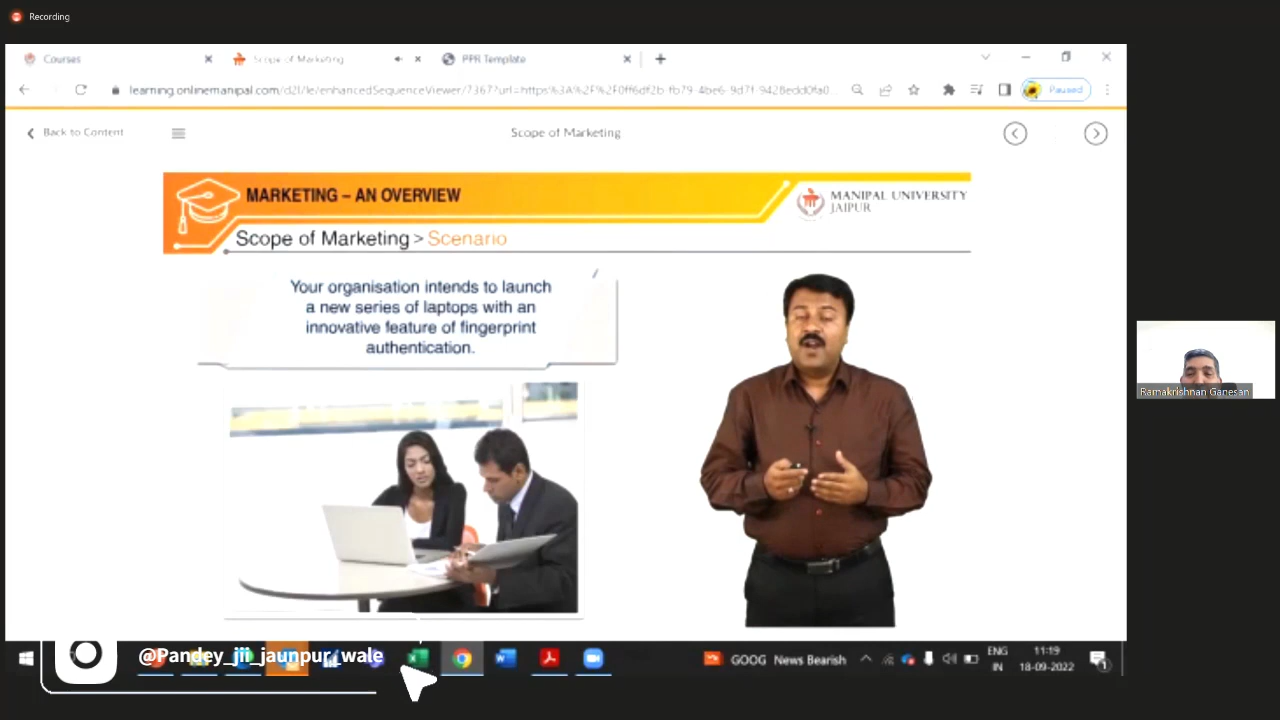 Recording
Courses
Scope of Marketing
PPR Template
Paused
Back to Content
Scope of Marketing
MARKETING – AN OVERVIEW
MANIPAL UNIVERSITY
JAIPUR
Scope of Marketing > Scenario
Your organisation intends to launch
a new series of laptops with an
innovative feature of fingerprint
authentication.
Ramakrishnan Ganesan
@Pandey_jii_jaunpur_wale
GOOG News Bearish
ENG
IN
11:19
18-09-2022
1